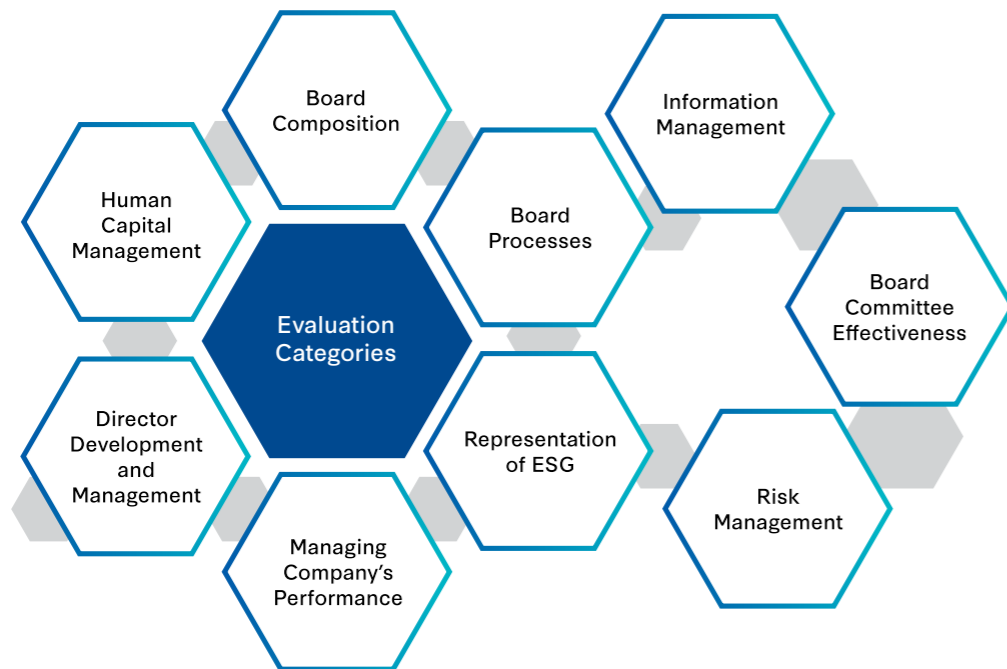 Board
Composition
Information
Management
Human
Capital
Management
Board
Processes
Board
Committee
Effectiveness
Evaluation
Categories
Director
Development
and
Management
Representation
of ESG
Risk
Management
Managing
Company’s
Performance